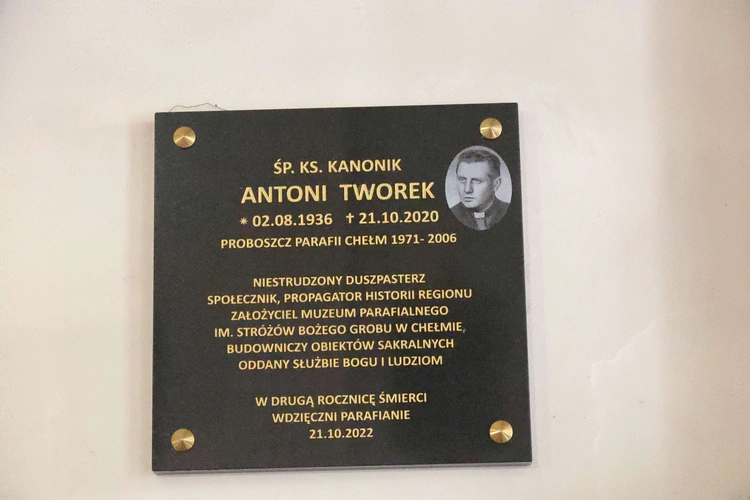 ŚP. KS. KANONIK
ANTONI TWOREK
* 02.08.1936 ✝ 21.10.2020
PROBOSZCZ PARAFII CHEŁM 1971- 2006
NIESTRUDZONY DUSZPASTERZ
SPOŁECZNIK, PROPAGATOR HISTORII REGIONU
ZAŁOŻYCIEL MUZEUM PARAFIALNEGO
IM. STRÓŻÓW BOŻEGO GROBU W CHEŁMIE,
BUDOWNICZY OBIEKTÓW SAKRALNYCH
ODDANY SŁUŻBIE BOGU I LUDZIOM
W DRUGĄ ROCZNICĘ ŚMIERCI
WDZIĘCZNI PARAFIANIE
21.10.2022